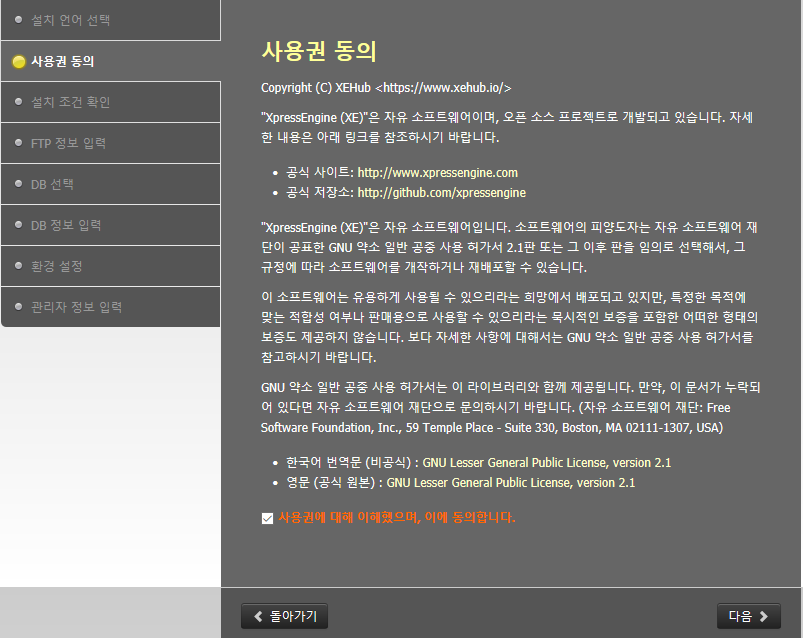 설치 언어 선택
사용권 동의
설치 조건 확인
FTP 정보 입력
DB 선택
DB 정보 입력
환경 설정
관리자 정보 입력
사용권 동의
Copyright (C) XEHub <https://www.xehub.io/>
"XpressEngine (XE)"은 자유 소프트웨어이며, 오픈 소스 프로젝트로 개발되고 있습니다. 자세
한 내용은 아래 링크를 참조하시기 바랍니다.
공식 사이트: http://www.xpressengine.com
공식 저장소: http://github.com/xpressengine
"XpressEngine (XE)"은 자유 소프트웨어입니다. 소프트웨어의 피양도자는 자유 소프트웨어 재
단이 공표한 GNU 약소 일반 공중 사용 허가서 2.1판 또는 그 이후 판을 임의로 선택해서, 그
규정에 따라 소프트웨어를 개작하거나 재배포할 수 있습니다.
이 소프트웨어는 유용하게 사용될 수 있으리라는 희망에서 배포되고 있지만, 특정한 목적에
맞는 적합성 여부나 판매용으로 사용할 수 있으리라는 묵시적인 보증을 포함한 어떠한 형태의
보증도 제공하지 않습니다. 보다 자세한 사항에 대해서는 GNU 약소 일반 공중 사용 허가서를
참고하시기 바랍니다.
GNU 약소 일반 공중 사용 허가서는 이 라이브러리와 함께 제공됩니다. 만약, 이 문서가 누락되
어 있다면 자유 소프트웨어 재단으로 문의하시기 바랍니다. (자유 소프트웨어 재단: Free
Software Foundation, Inc., 59 Temple Place - Suite 330, Boston, MA 02111-1307, USA)
한국어 번역문 (비공식) : GNU Lesser General Public License, version 2.1
영문 (공식 원본) : GNU Lesser General Public License, version 2.1
사용권에 대해 이해했으며, 이에 동의합니다.
돌아가기
다음